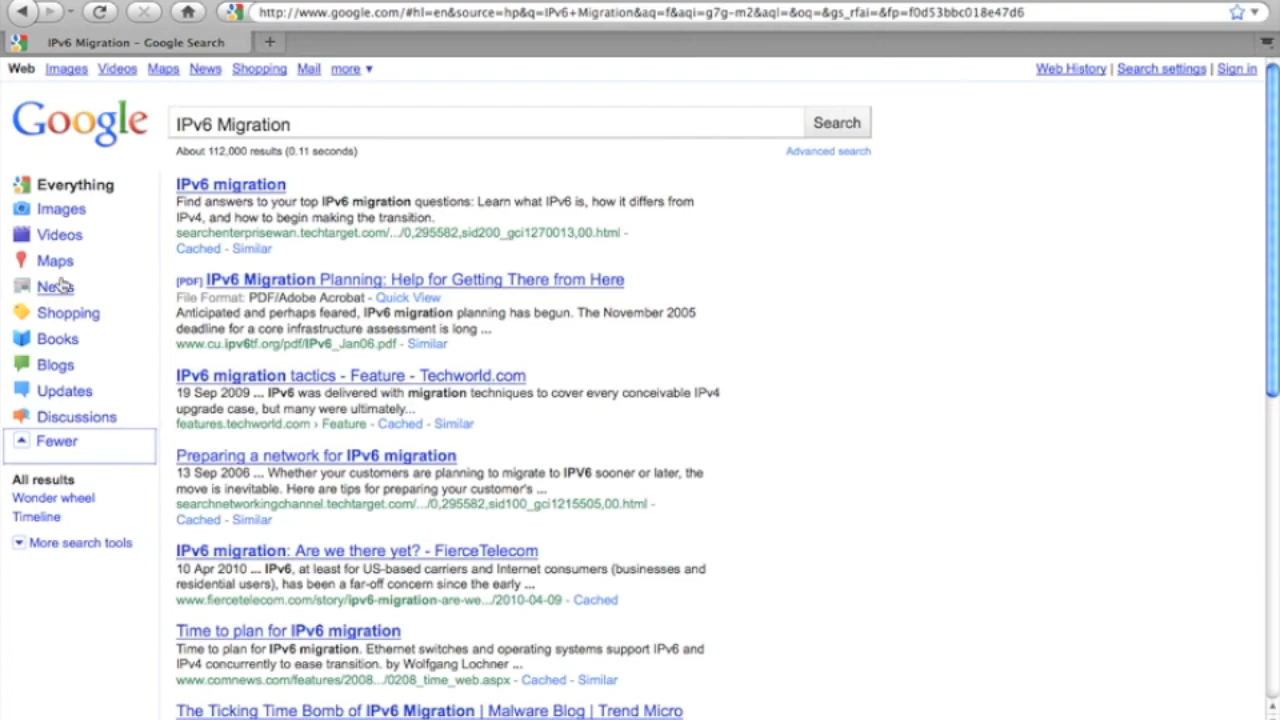 http://www.google.com/#hl=en&source=hp&q=IPv6+Migration&aq=f&aqi=g7g-m2&aql=&oq=&gs_rfai=&fp=f0d53bbc018e47d6
IPv6 Migration - Google Search
Web Images Videos Maps News Shopping Mail more ▼
Web History | Search settings | Sign in
Google
IPv6 Migration
Search
About 112,000 results (0.11 seconds)
Advanced search
Everything
Images
Videos
Maps
News
Shopping
Books
Blogs
Updates
Discussions
Fewer
All results
Wonder wheel
Timeline
More search tools
IPv6 migration
Find answers to your top IPv6 migration questions: Learn what IPv6 is, how it differs from
IPv4, and how to begin making the transition.
searchenterprisewan.techtarget.com/.../0,295582,sid200_gci1270013,00.html -
Cached - Similar
[PDF] IPv6 Migration Planning: Help for Getting There from Here
File Format: PDF/Adobe Acrobat - Quick View
Anticipated and perhaps feared, IPv6 migration planning has begun. The November 2005
deadline for a core infrastructure assessment is long ...
www.cu.ipv6tf.org/pdf/IPv6_Jan06.pdf - Similar
IPv6 migration tactics - Feature - Techworld.com
19 Sep 2009 ... IPv6 was delivered with migration techniques to cover every conceivable IPv4
upgrade case, but many were ultimately...
features.techworld.com › Feature - Cached - Similar
Preparing a network for IPv6 migration
13 Sep 2006 ... Whether your customers are planning to migrate to IPV6 sooner or later, the
move is inevitable. Here are tips for preparing your customer's ...
searchnetworkingchannel.techtarget.com/.../0,295582,sid100_gci1215505,00.html -
Cached - Similar
IPv6 migration: Are we there yet? - FierceTelecom
10 Apr 2010 ... IPv6, at least for US-based carriers and Internet consumers (businesses and
residential users), has been a far-off concern since the early ...
www.fiercetelecom.com/story/ipv6-migration-are-we.../2010-04-09 - Cached
Time to plan for IPv6 migration
Time to plan for IPv6 migration. Ethernet switches and operating systems support IPv6 and
IPv4 concurrently to ease transition. by Wolfgang Lochner ...
www.comnews.com/features/2008.../0208_time_web.aspx - Cached - Similar
The Ticking Time Bomb of IPv6 Migration | Malware Blog | Trend Micro